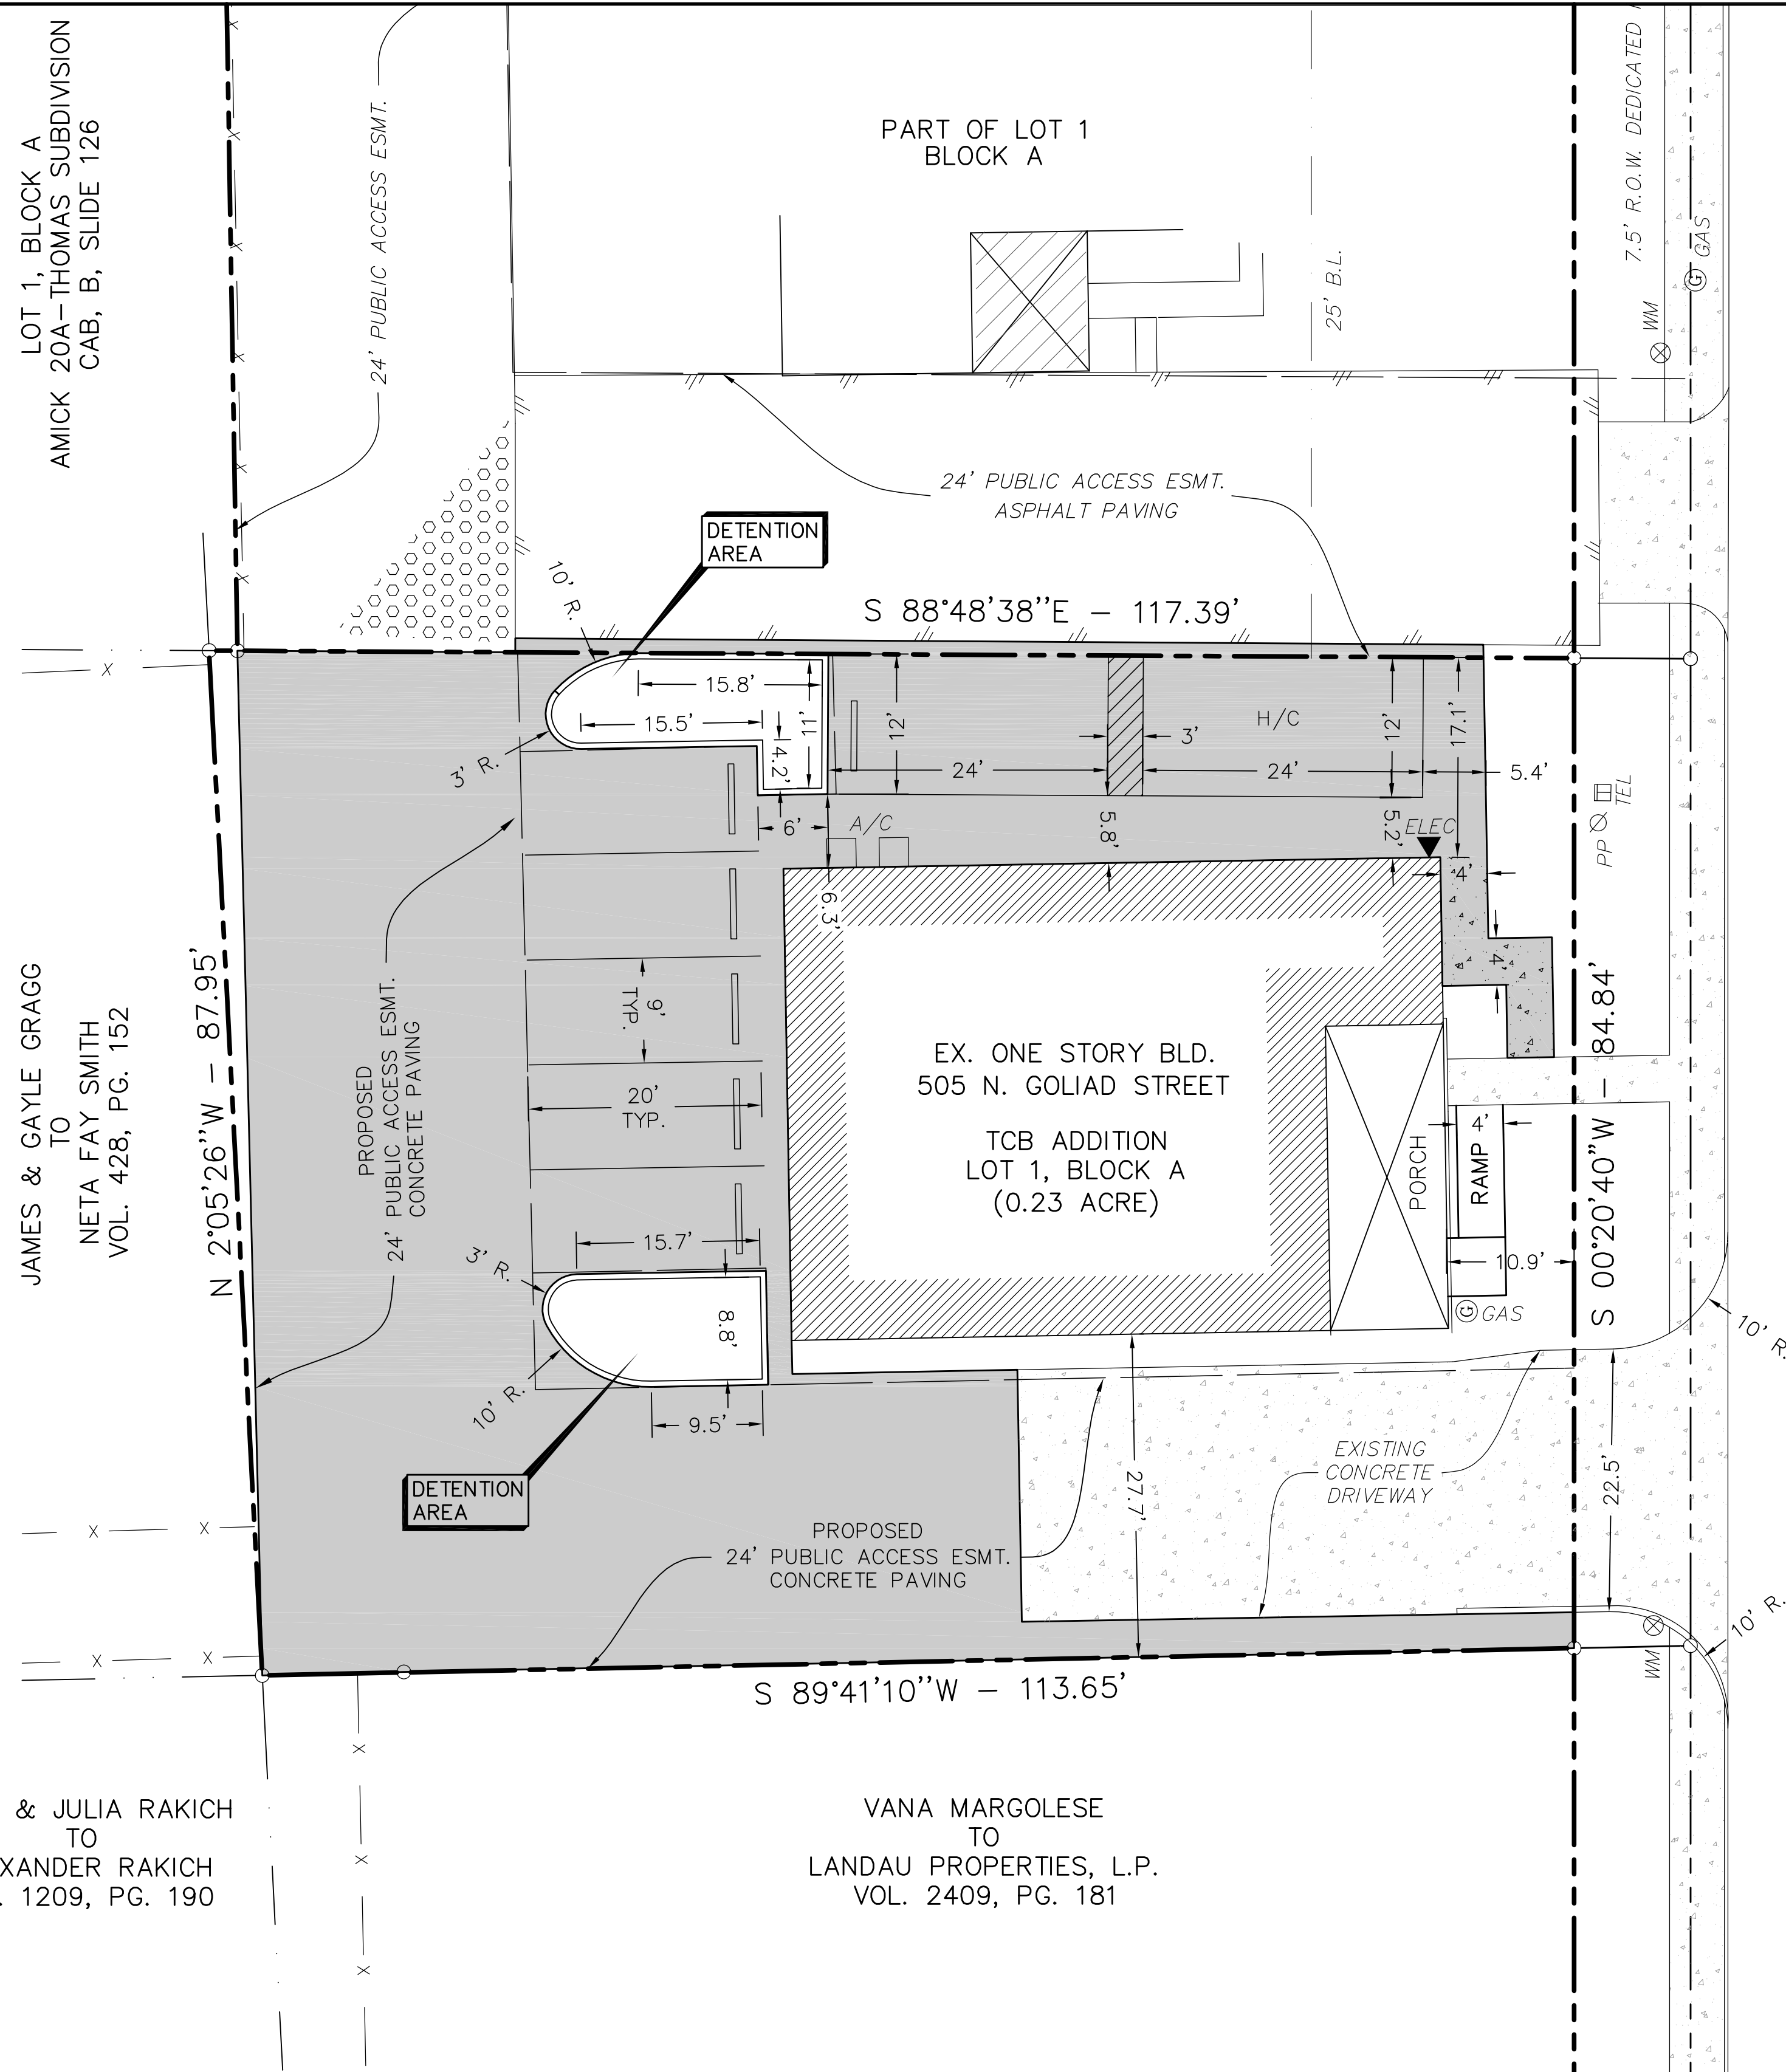 LOT 1, BLOCK A
AMICK 20A-THOMAS SUBDIVISION
CAB, B, SLIDE 126
24' PUBLIC ACCESS ESMT.
PART OF LOT 1
BLOCK A
25' B.L.
7.5' R.O.W. DEDICATED
WM
G
GAS
24' PUBLIC ACCESS ESMT.
ASPHALT PAVING
DETENTION
AREA
10' R.
S 88°48'38"E - 117.39'
15.8'
15.5'
11'
4.2'
3' R.
12'
24'
3'
H/C
24'
12'
17.1'
5.4'
6'
A/C
6.3'
5.8'
5.2'
ELEC
4'
4'
PP
TEL
JAMES & GAYLE GRAGG
TO
NETA FAY SMITH
VOL. 428, PG. 152
N 2°05'26"W - 87.95'
PROPOSED
24' PUBLIC ACCESS ESMT.
CONCRETE PAVING
9'
TYP.
20'
TYP.
EX. ONE STORY BLD.
505 N. GOLIAD STREET
TCB ADDITION
LOT 1, BLOCK A
(0.23 ACRE)
PORCH
4'
RAMP
10.9'
G
GAS
S 00°20'40"W - 84.84'
15.7'
3' R.
8.8'
10' R.
9.5'
DETENTION
AREA
10' R.
27.7'
EXISTING
CONCRETE
DRIVEWAY
22.5'
PROPOSED
24' PUBLIC ACCESS ESMT.
CONCRETE PAVING
10' R.
WM
S 89°41'10"W - 113.65'
& JULIA RAKICH
TO
XANDER RAKICH
. 1209, PG. 190
VANA MARGOLESE
TO
LANDAU PROPERTIES, L.P.
VOL. 2409, PG. 181